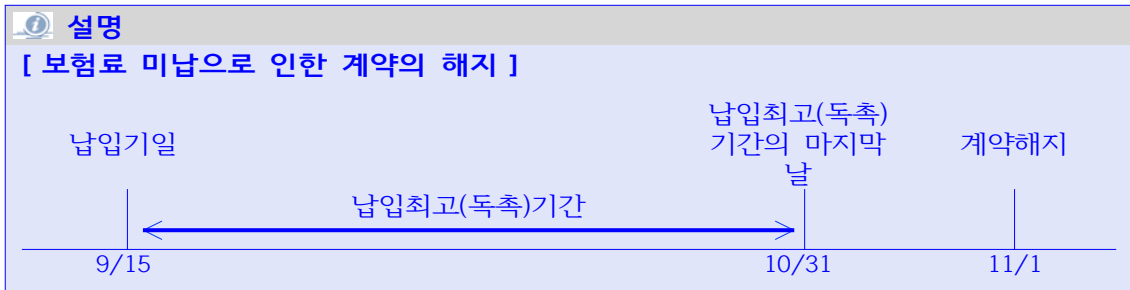 설명
[ 보험료 미납으로 인한 계약의 해지 ]
납입기일
납입최고(독촉)
기간의 마지막
날
계약해지
납입최고(독촉)기간
9/15
10/31
11/1